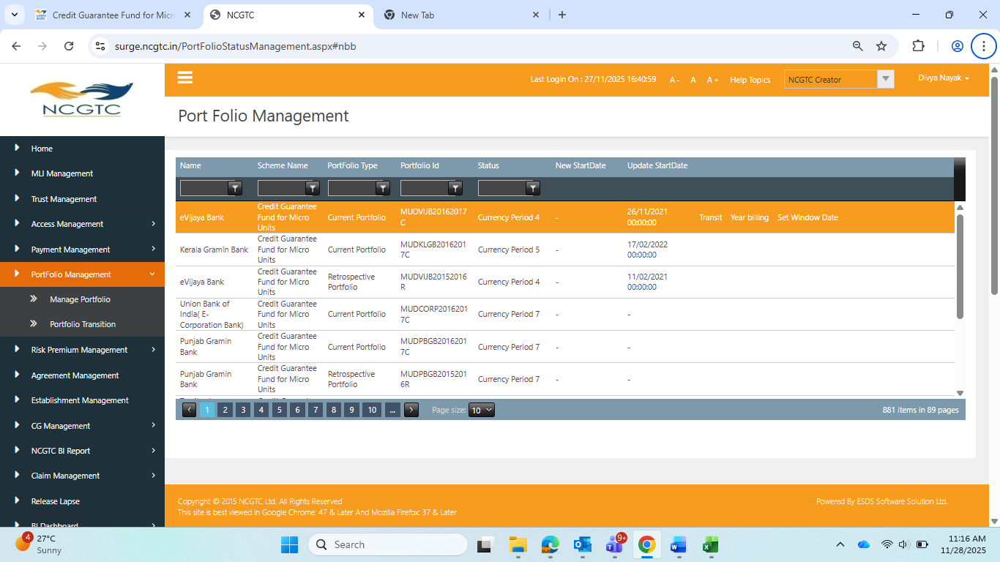 Credit Guarantee Fund for Micr
NCGTC
New Tab
surge.ncgtc.in/PortFolioStatusManagement.aspx#nbb
NCGTC
Last Login On : 27/11/2025 16:40:59
A -
A
A +
Help Topics
NCGTC Creator
Divya Nayak
Port Folio Management
Home
MLI Management
Trust Management
Access Management
Payment Management
PortFolio Management
Manage Portfolio
Portfolio Transition
Risk Premium Management
Agreement Management
Establishment Management
CG Management
NCGTC BI Report
Claim Management
Release Lapse
BI Dashboard
Name Scheme Name PortFolio Type Portfolio Id Status New StartDate Update StartDate
eVijaya Bank
Credit Guarantee
Fund for Micro
Units
Current Portfolio
MUDVIJB20162017
C
Currency Period 4
-
26/11/2021
00:00:00
Transit Year billing Set Window Date
Kerala Gramin Bank
Credit Guarantee
Fund for Micro
Units
Current Portfolio
MUDKLGB2016201
7C
Currency Period 5
-
17/02/2022
00:00:00
eVijaya Bank
Credit Guarantee
Fund for Micro
Units
Retrospective
Portfolio
MUDVIJB20152016
R
Currency Period 4
-
11/02/2021
00:00:00
Union Bank of
India( E-
Corporation Bank)
Credit Guarantee
Fund for Micro
Units
Current Portfolio
MUDCORP2016201
7C
Currency Period 7
-
-
Punjab Gramin
Bank
Credit Guarantee
Fund for Micro
Units
Current Portfolio
MUDPBGB2016201
7C
Currency Period 7
-
-
Punjab Gramin
Bank
Credit Guarantee
Fund for Micro
Units
Retrospective
Portfolio
MUDPBGB2015201
6R
Currency Period 7
-
-
1 2 3 4 5 6 7 8 9 10 ...
Page size: 10
881 items in 89 pages
Copyright © 2015 NCGTC Ltd. All Rights Reserved
This site is best viewed in Google Chrome: 47 & Later And Mozilla Firefox: 37 & Later
Powered By ESDS Software Solution Ltd.
4
27°C
Sunny
Search
9+
11:16 AM
11/28/2025